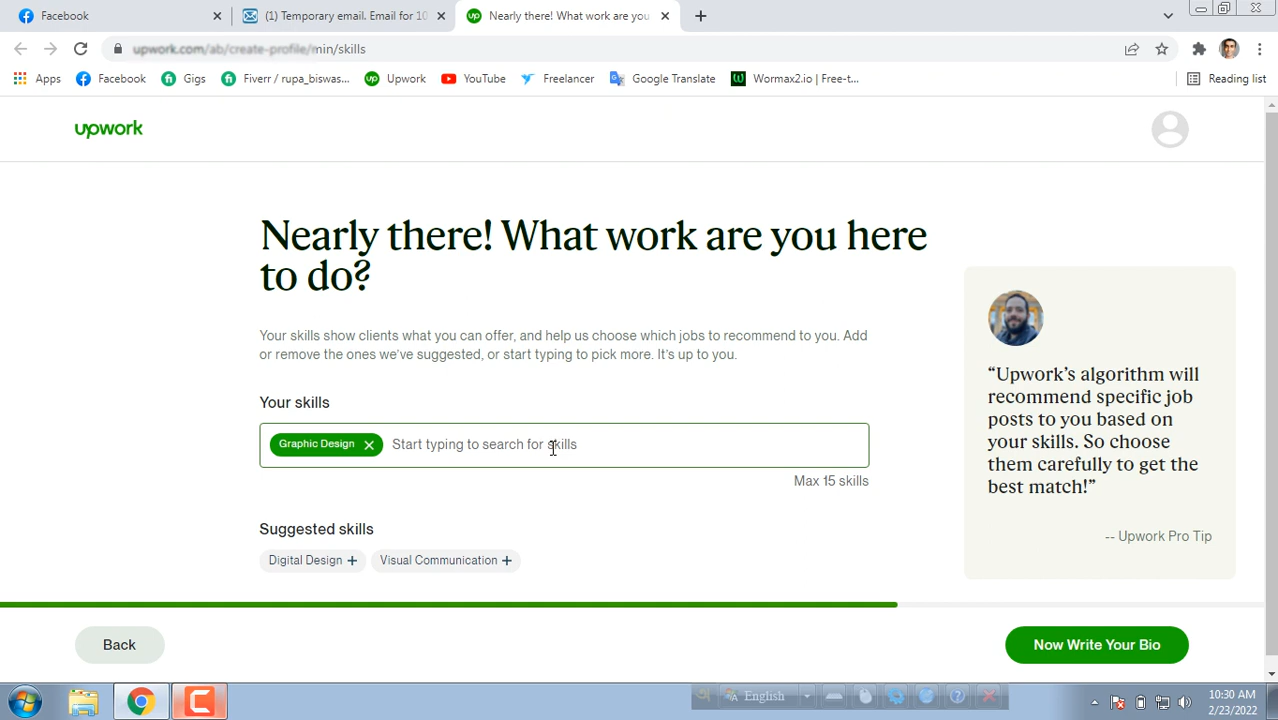 Facebook
(1) Temporary email. Email for 10
Nearly there! What work are you
upwork.com/ab/create-profile/min/skills
Apps
Facebook
Gigs
Fiverr / rupa_biswas...
Upwork
YouTube
Freelancer
Google Translate
Wormax2.io | Free-t...
Reading list
upwork
Nearly there! What work are you here
to do?
Your skills show clients what you can offer, and help us choose which jobs to recommend to you. Add
or remove the ones we've suggested, or start typing to pick more. It's up to you.
Your skills
Graphic Design
Start typing to search for skills
Max 15 skills
Suggested skills
Digital Design +
Visual Communication +
“Upwork's algorithm will
recommend specific job
posts to you based on
your skills. So choose
them carefully to get the
best match!”
-- Upwork Pro Tip
Back
Now Write Your Bio
English
10:30 AM
2/23/2022